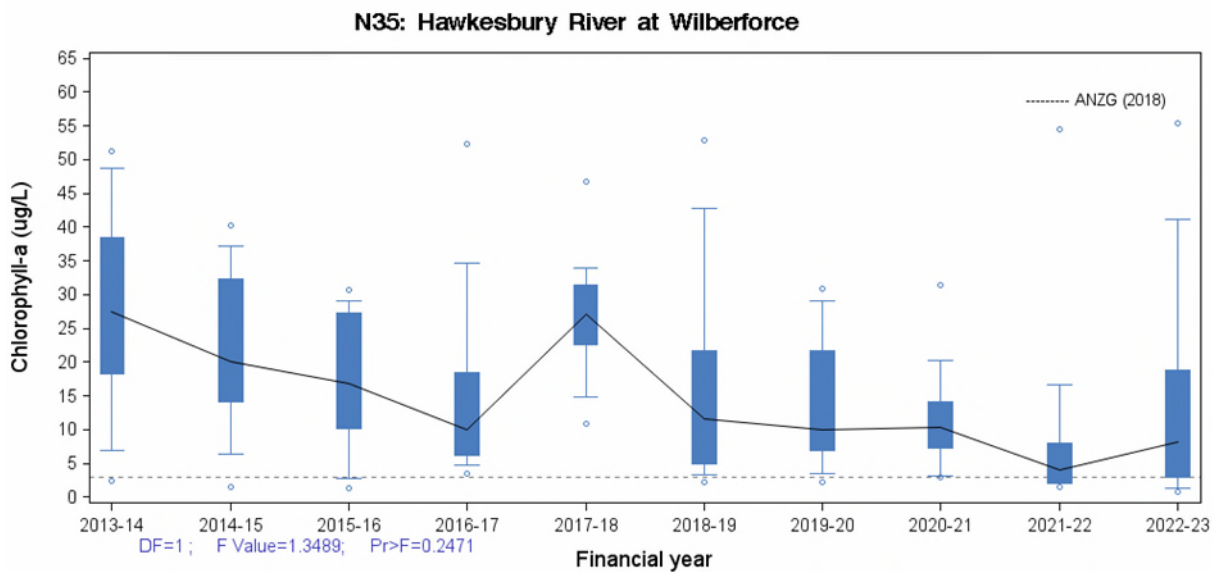 N35: Hawkesbury River at Wilberforce
65
60
55
50
45
40
35
30
25
20
15
10
5
0
Chlorophyll-a (ug/L)
ANZG (2018)
2013-14 2014-15 2015-16 2016-17 2017-18 2018-19 2019-20 2020-21 2021-22 2022-23
DF=1 ; F Value=1.3489; Pr>F=0.2471
Financial year